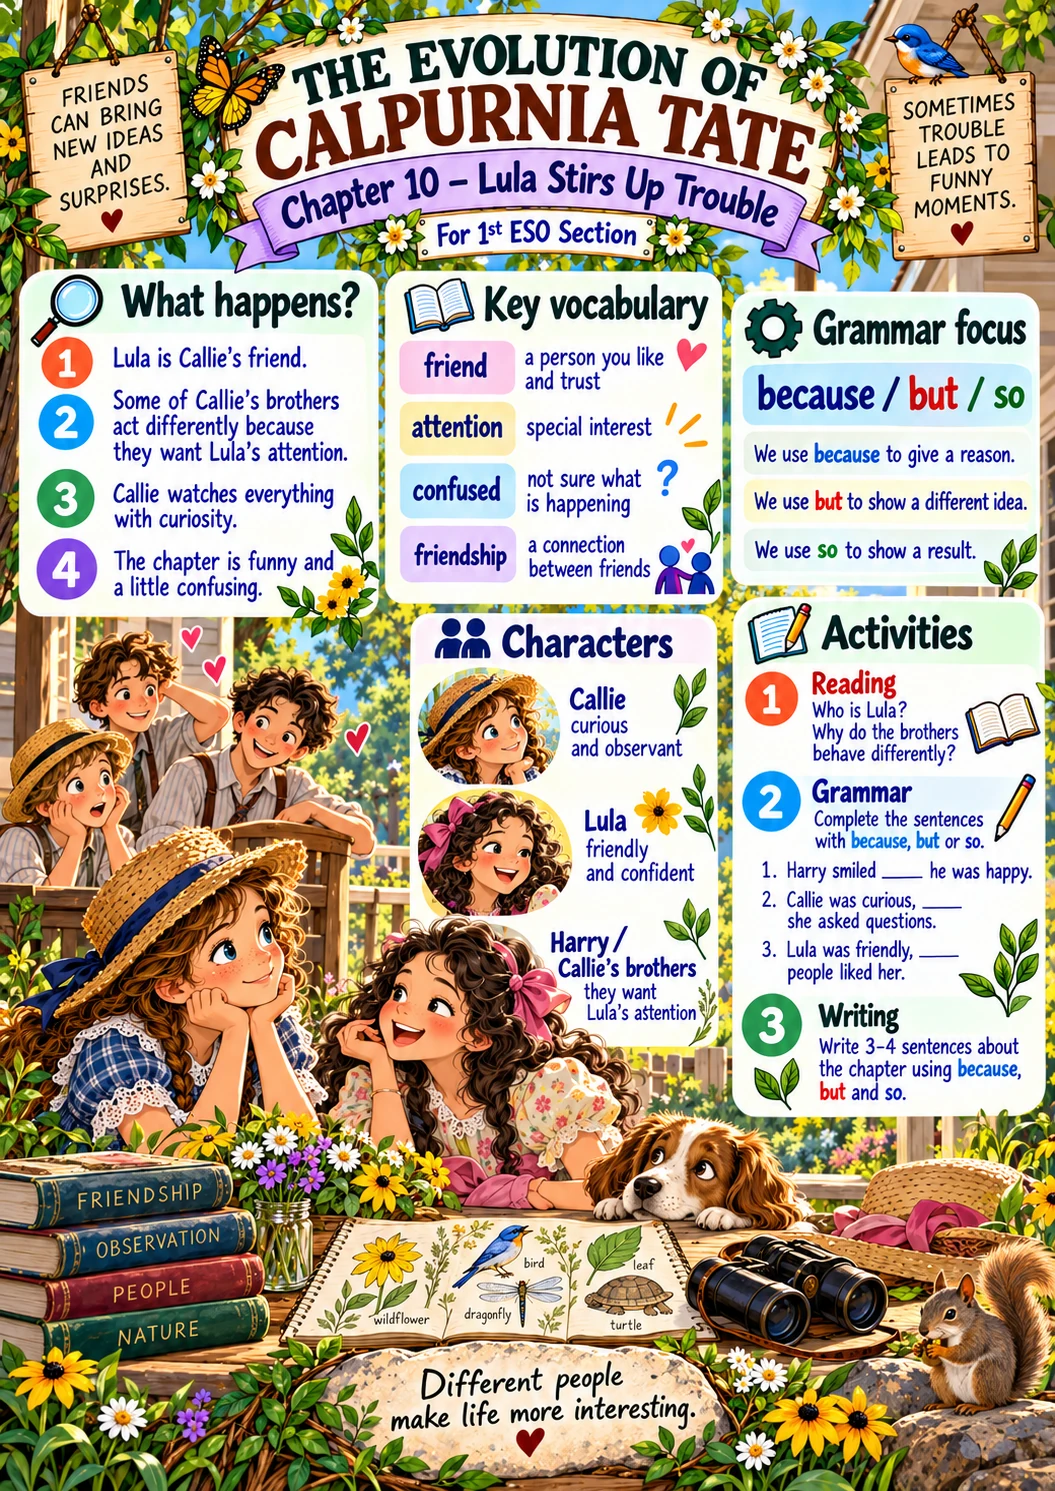 FRIENDS
CAN BRING
NEW IDEAS
AND
SURPRISES.
THE EVOLUTION OF
CALPURNIA TATE
Chapter 10 – Lula Stirs Up Trouble
For 1st ESO Section
SOMETIMES
TROUBLE
LEADS TO
FUNNY
MOMENTS.
What happens?
1 Lula is Callie's friend.
2 Some of Callie's brothers
act differently because
they want Lula's attention.
3 Callie watches everything
with curiosity.
4 The chapter is funny and
a little confusing.
Key vocabulary
friend a person you like
and trust
attention special interest
confused not sure what
is happening
?
friendship a connection
between friends
Grammar focus
because / but / so
We use because to give a reason.
We use but to show a different idea.
We use so to show a result.
Characters
Callie
curious
and observant
Lula
friendly
and confident
Harry /
Callie's brothers
they want
Lula's attention
Activities
1 Reading
Who is Lula?
Why do the brothers
behave differently?
2 Grammar
Complete the sentences
with because, but or so.
1. Harry smiled ____ he was happy.
2. Callie was curious, ____
she asked questions.
3. Lula was friendly, ____
people liked her.
3 Writing
Write 3–4 sentences about
the chapter using because,
but and so.
FRIENDSHIP
OBSERVATION
PEOPLE
NATURE
wildflower
bird
dragonfly
leaf
turtle
Different people
make life more interesting.